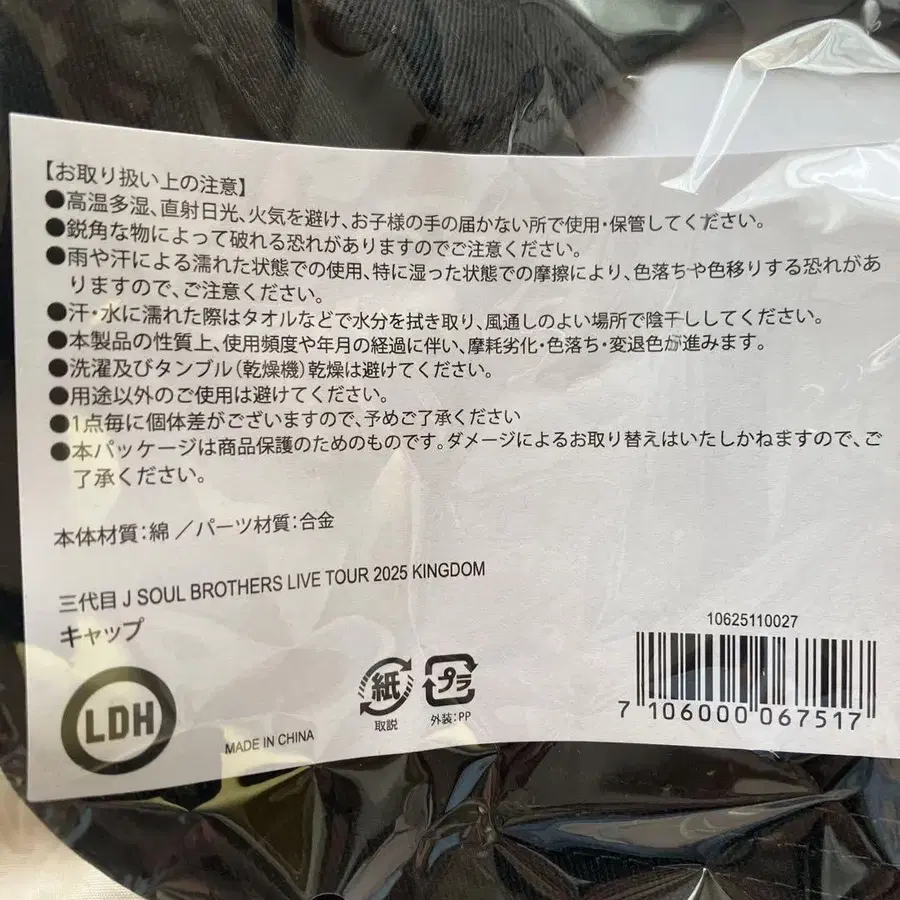 【お取り扱い上の注意】
●高温多湿、直射日光、火気を避け、お子様の手の届かない所で使用・保管してください。
●鋭角な物によって破れる恐れがありますのでご注意ください。
●雨や汗による濡れた状態での使用、特に湿った状態での摩擦により、色落ちや色移りする恐れがあ
りますので、ご注意ください。
●汗・水に濡れた際はタオルなどで水分を拭き取り、風通しのよい場所で陰干ししてください。
●本製品の性質上、使用頻度や年月の経過に伴い、摩耗劣化・色落ち・変退色が進みます。
●洗濯及びタンブル(乾燥機)乾燥は避けてください。
●用途以外のご使用は避けてください。
●1点毎に個体差がございますので、予めご了承ください
●本パッケージは商品保護のためのものです。ダメージによるお取り替えはいたしかねますので、ご
了承ください。
本体材質:綿/パーツ材質:合金
三代目 J SOUL BROTHERS LIVE TOUR 2025 KINGDOM
キャップ
LDH
MADE IN CHINA
紙
取説
プラ
外装:PP
10625110027
7 106000 067517